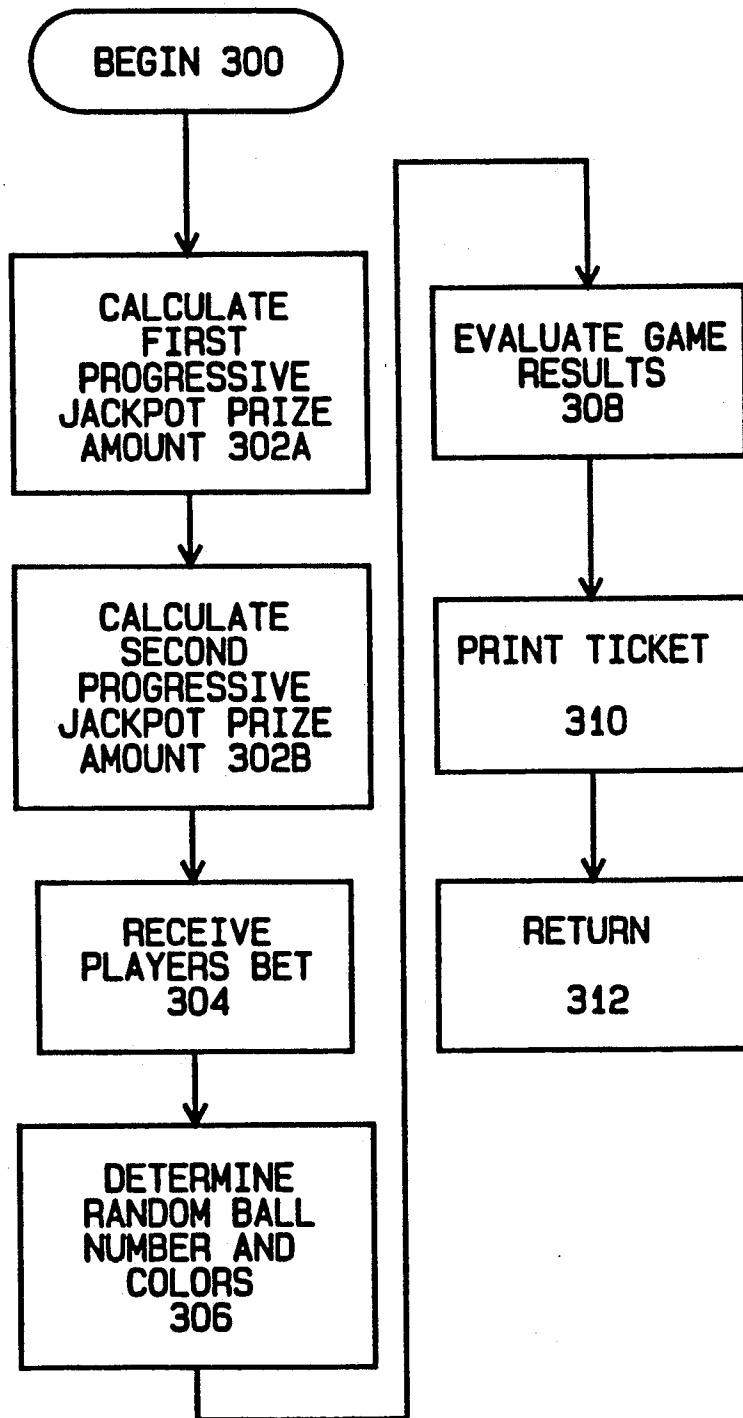 BEGIN 300
CALCULATE
FIRST
PROGRESSIVE
JACKPOT PRIZE
AMOUNT 302A
CALCULATE
SECOND
PROGRESSIVE
JACKPOT PRIZE
AMOUNT 302B
RECEIVE
PLAYERS BET
304
DETERMINE
RANDOM BALL
NUMBER AND
COLORS
306
EVALUATE GAME
RESULTS
308
PRINT TICKET
310
RETURN
312